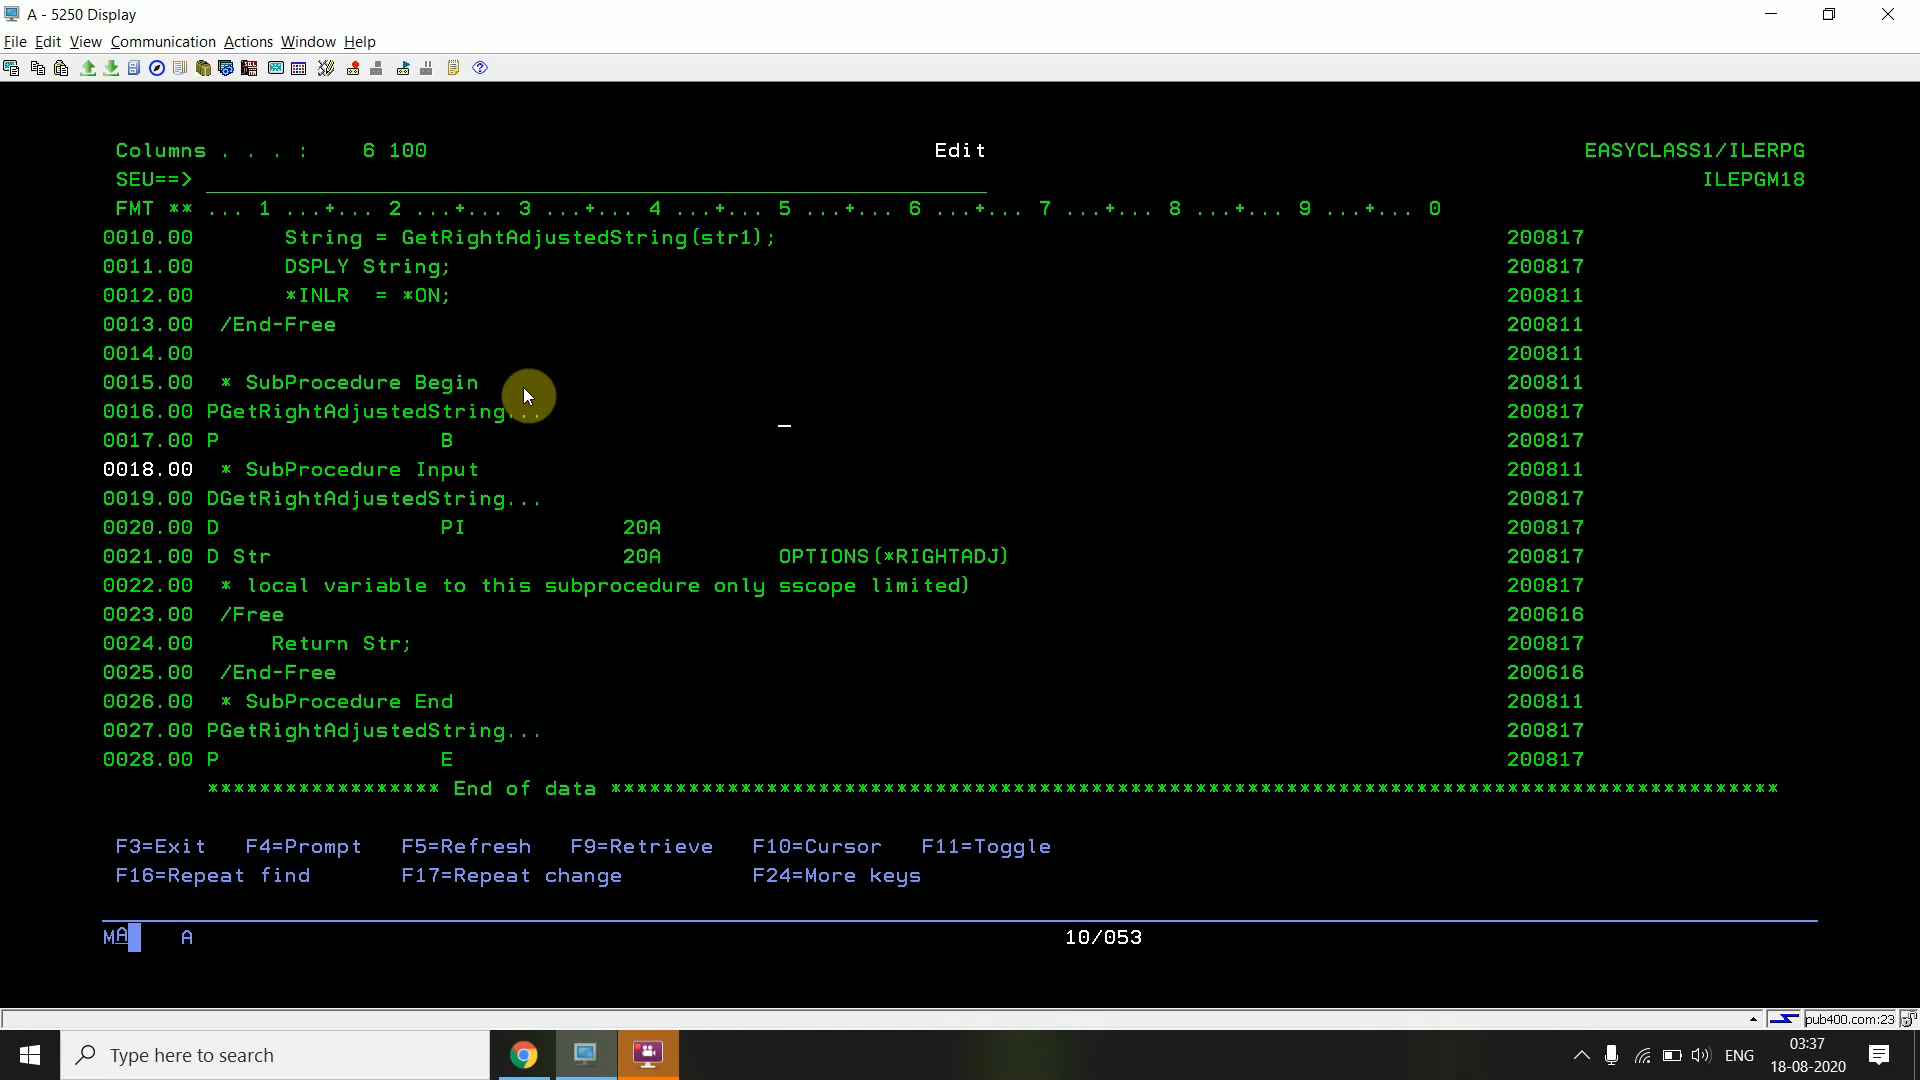 A - 5250 Display
File Edit View Communication Actions Window Help
Columns . . . :    6 100    Edit    EASYCLASS1/ILERPG
SEU==>    ILEPGM18
FMT ** ... 1 ...+... 2 ...+... 3 ...+... 4 ...+... 5 ...+... 6 ...+... 7 ...+... 8 ...+... 9 ...+... 0
0010.00       String = GetRightAdjustedString(str1);    200817
0011.00       DSPLY String;    200817
0012.00       *INLR  = *ON;    200811
0013.00  /End-Free    200811
0014.00    200811
0015.00  * SubProcedure Begin    200811
0016.00 PGetRightAdjustedString...    200817
0017.00 P                 B    200817
0018.00  * SubProcedure Input    200811
0019.00 DGetRightAdjustedString...    200817
0020.00 D                 PI            20A    200817
0021.00 D Str                           20A         OPTIONS(*RIGHTADJ)    200817
0022.00  * local variable to this subprocedure only sscope limited)    200817
0023.00  /Free    200616
0024.00      Return Str;    200817
0025.00  /End-Free    200616
0026.00  * SubProcedure End    200811
0027.00 PGetRightAdjustedString...    200817
0028.00 P                 E    200817
****************** End of data ******************************************************************************************
F3=Exit   F4=Prompt   F5=Refresh   F9=Retrieve   F10=Cursor   F11=Toggle
F16=Repeat find       F17=Repeat change          F24=More keys
MA    A    10/053
pub400.com:23
Type here to search
ENG
03:37
18-08-2020